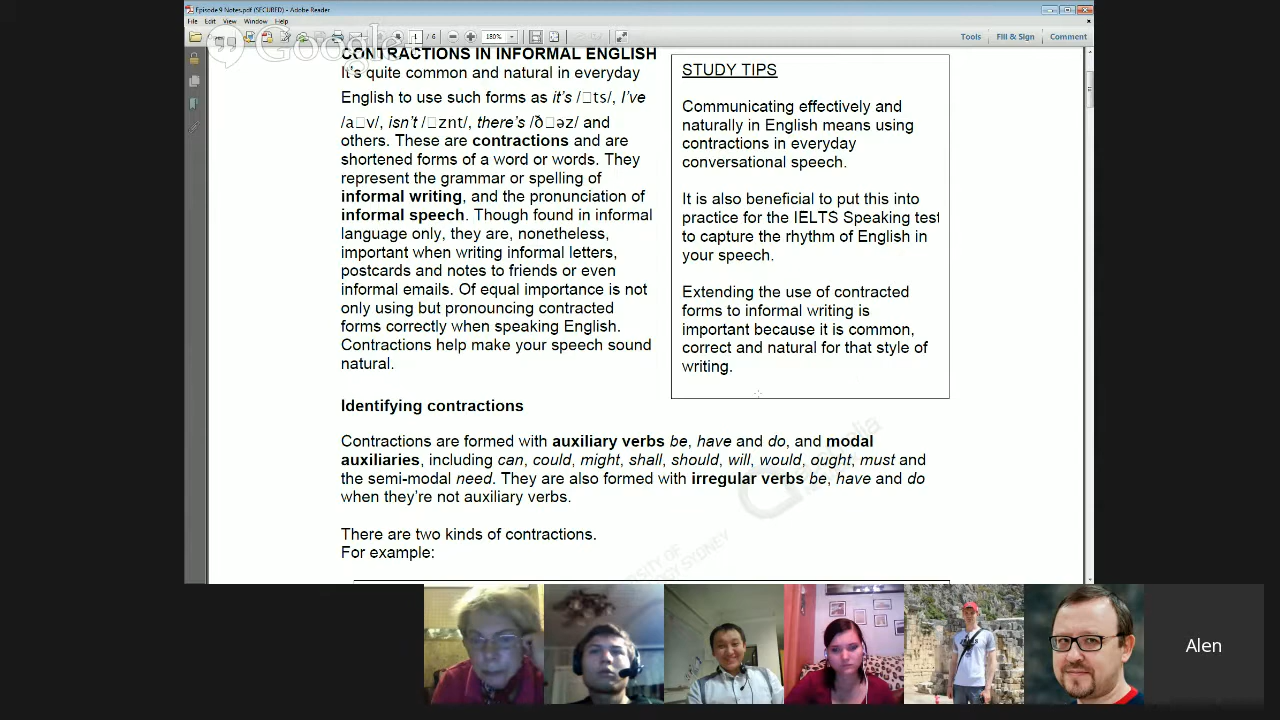 Episode 9 Notes.pdf (SECURED) - Adobe Reader
File Edit View Window Help
1 / 6
180%
Tools Fill & Sign Comment
Google+
CONTRACTIONS IN INFORMAL ENGLISH
It's quite common and natural in everyday
English to use such forms as it's /□ts/, I've
/a□v/, isn't /□znt/, there's /ð□əz/ and
others. These are contractions and are
shortened forms of a word or words. They
represent the grammar or spelling of
informal writing, and the pronunciation of
informal speech. Though found in informal
language only, they are, nonetheless,
important when writing informal letters,
postcards and notes to friends or even
informal emails. Of equal importance is not
only using but pronouncing contracted
forms correctly when speaking English.
Contractions help make your speech sound
natural.
STUDY TIPS
Communicating effectively and
naturally in English means using
contractions in everyday
conversational speech.
It is also beneficial to put this into
practice for the IELTS Speaking test
to capture the rhythm of English in
your speech.
Extending the use of contracted
forms to informal writing is
important because it is common,
correct and natural for that style of
writing.
Identifying contractions
Contractions are formed with auxiliary verbs be, have and do, and modal
auxiliaries, including can, could, might, shall, should, will, would, ought, must and
the semi-modal need. They are also formed with irregular verbs be, have and do
when they're not auxiliary verbs.
There are two kinds of contractions.
For example:
Alen